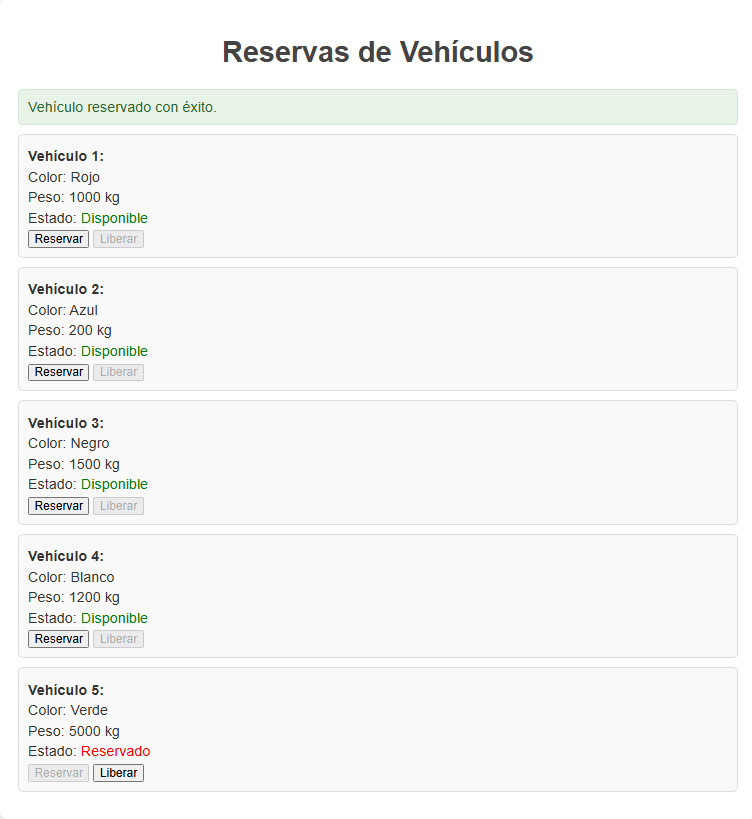 Reservas de Vehículos
Vehículo reservado con éxito.
Vehículo 1:
Color: Rojo
Peso: 1000 kg
Estado: Disponible
Reservar Liberar
Vehículo 2:
Color: Azul
Peso: 200 kg
Estado: Disponible
Reservar Liberar
Vehículo 3:
Color: Negro
Peso: 1500 kg
Estado: Disponible
Reservar Liberar
Vehículo 4:
Color: Blanco
Peso: 1200 kg
Estado: Disponible
Reservar Liberar
Vehículo 5:
Color: Verde
Peso: 5000 kg
Estado: Reservado
Reservar Liberar